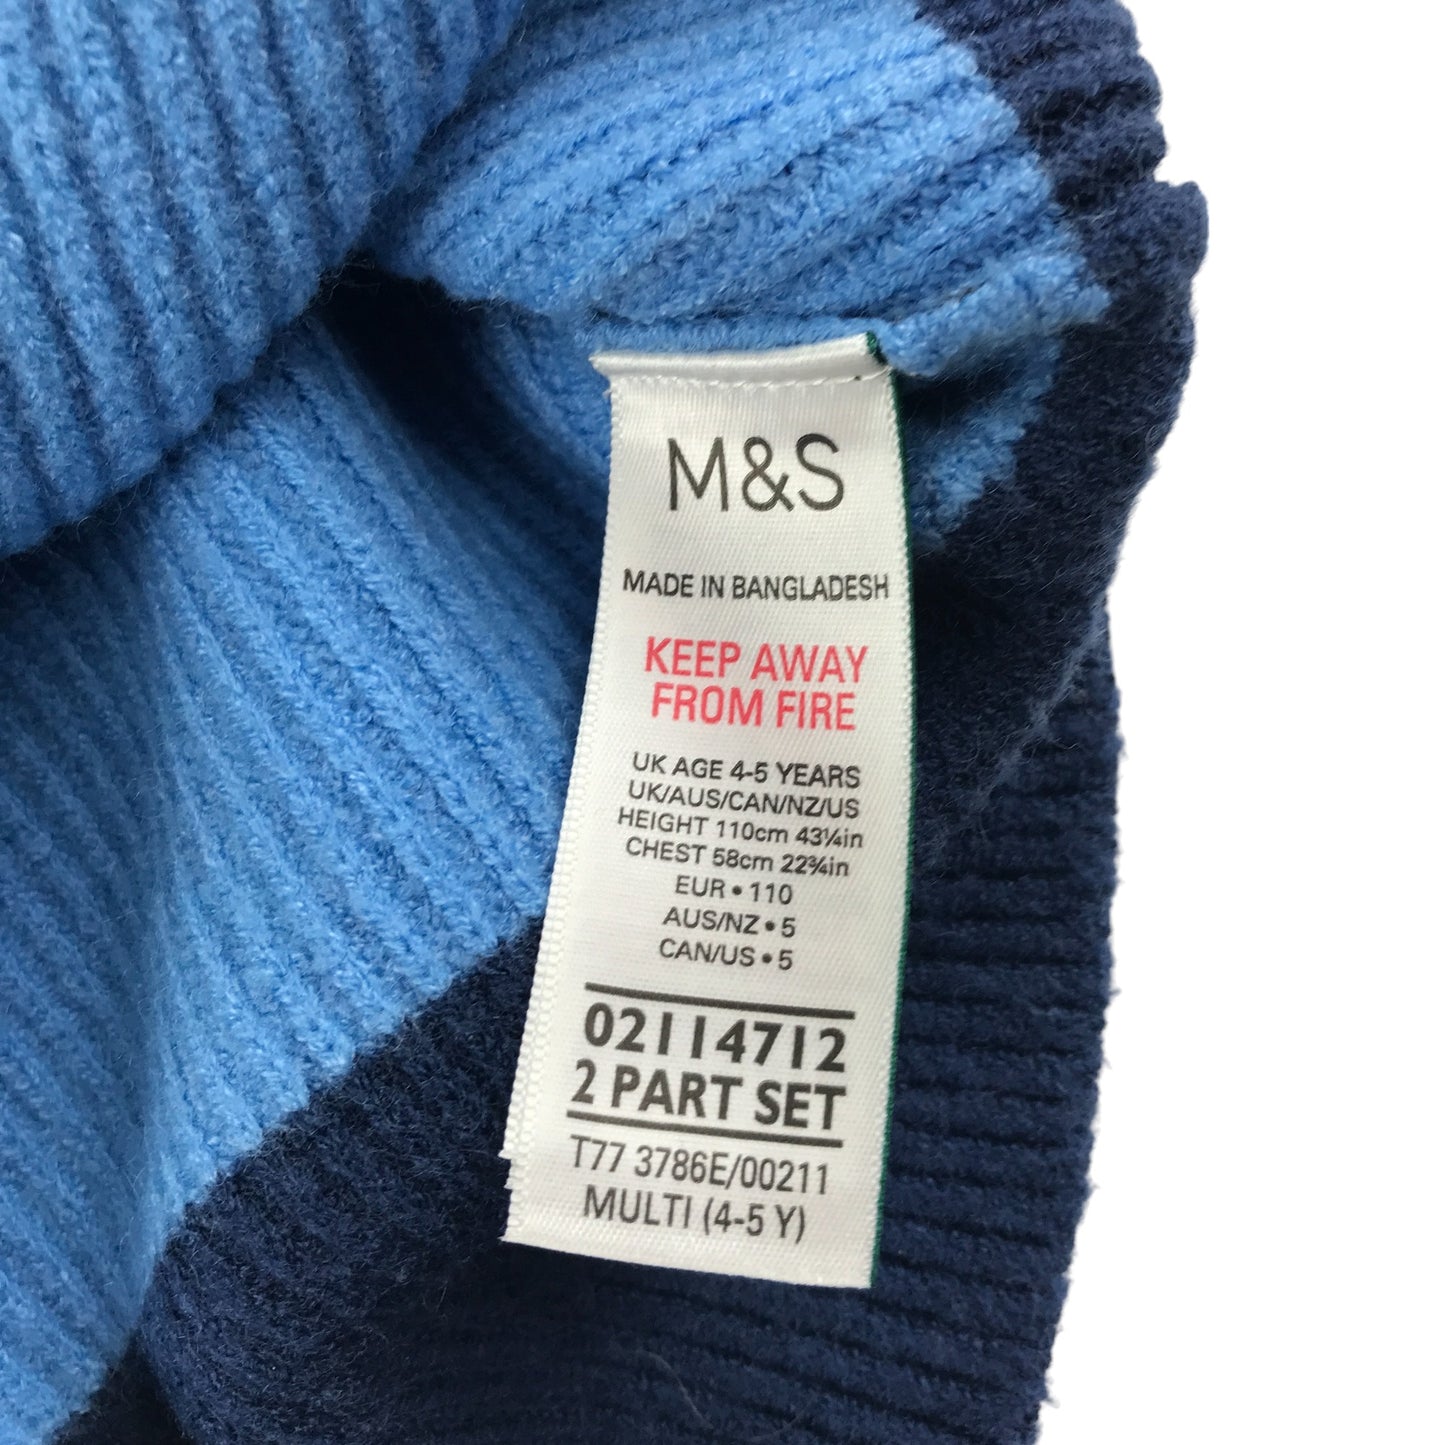 M&S
MADE IN BANGLADESH
KEEP AWAY
FROM FIRE
UK AGE 4-5 YEARS
UK/AUS/CAN/NZ/US
HEIGHT 110cm 43¼in
CHEST 58cm 22¾in
EUR • 110
AUS/NZ • 5
CAN/US • 5
02114712
2 PART SET
T77 3786E/00211
MULTI (4-5 Y)